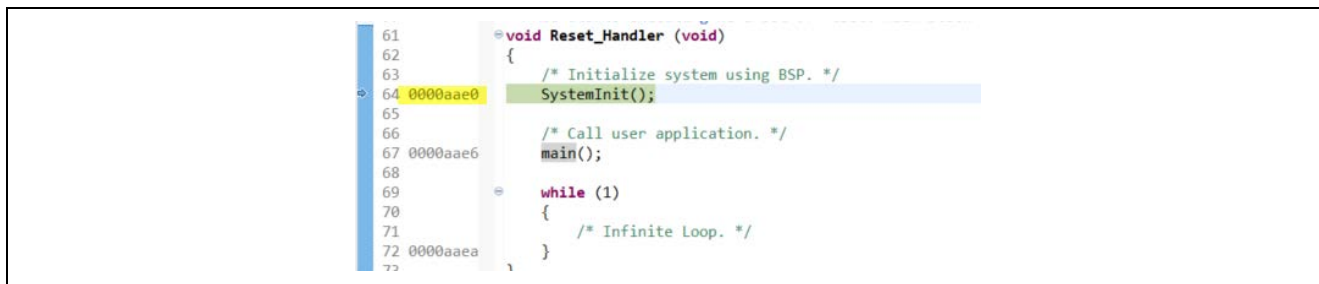 61 void Reset_Handler (void)
62 {
63 /* Initialize system using BSP. */
64 0000aae0 SystemInit();
65
66 /* Call user application. */
67 0000aae6 main();
68
69 while (1)
70 {
71 /* Infinite Loop. */
72 0000aaea }
73 }